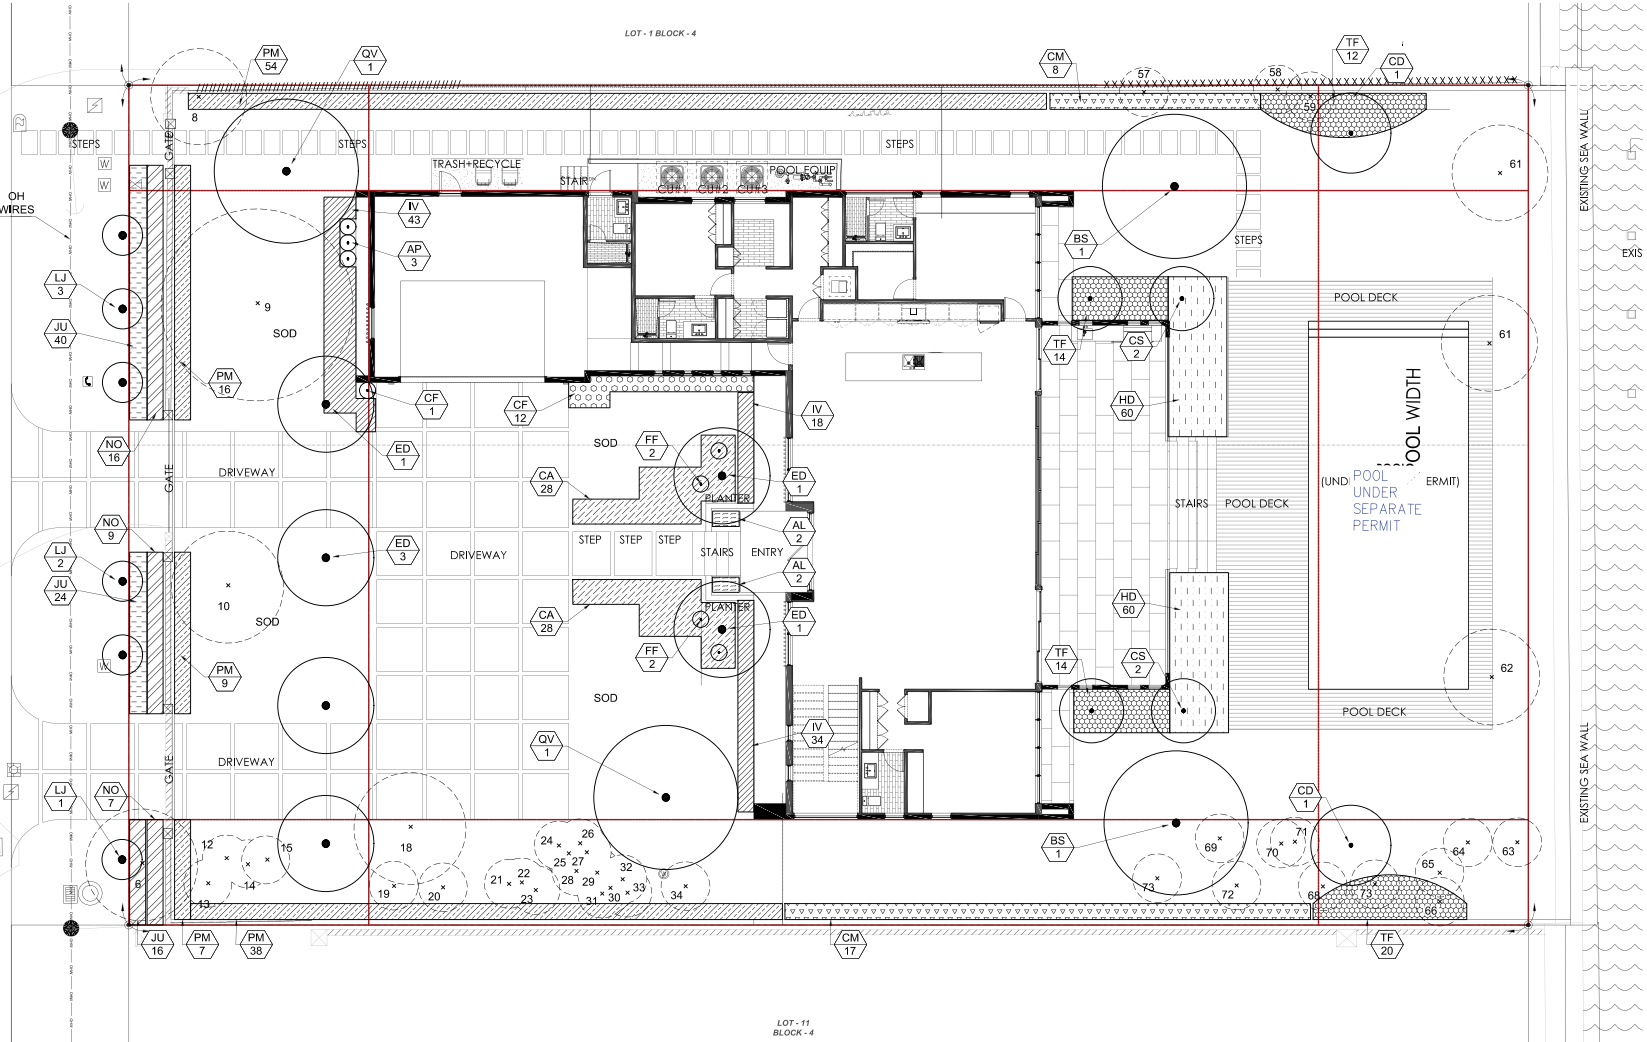 LOT - 1 BLOCK - 4
PM
54
QV
1
CM
8
57
58
TF
12
CD
1
59
8
STEPS
GATE
STEPS
STEPS
TRASH+RECYCLE
STAIR
DN
POOL EQUIP
CU#1
CU#2
CU#3
61
EXISTING SEA WALL
W
W
OH
WIRES
IV
43
AP
3
BS
1
STEPS
EXIS
LJ
3
JU
40
9
SOD
POOL DECK
61
TF
14
CS
2
PM
16
CF
1
CF
12
IV
18
HD
60
POOL WIDTH
NO
16
ED
1
SOD
FF
2
DRIVEWAY
GATE
CA
28
ED
1
PLANTER
STAIRS
POOL DECK
(UND
ERMIT)
POOL
UNDER
SEPARATE
PERMIT
NO
9
AL
2
LJ
2
ED
3
DRIVEWAY
STEP
STEP
STEP
STAIRS
ENTRY
AL
2
JU
24
10
SOD
PLANTER
CA
28
ED
1
HD
60
FF
2
W
PM
9
TF
14
CS
2
62
SOD
POOL DECK
QV
1
IV
34
DRIVEWAY
GATE
EXISTING SEA WALL
LJ
1
NO
7
CD
1
BS
1
12
15
18
24
26
25
27
28
29
32
33
31
30
34
21
22
23
19
20
14
13
6
69
70
71
64
63
65
73
72
68
73
66
JU
16
PM
7
PM
38
CM
17
TF
20
LOT - 11
BLOCK - 4